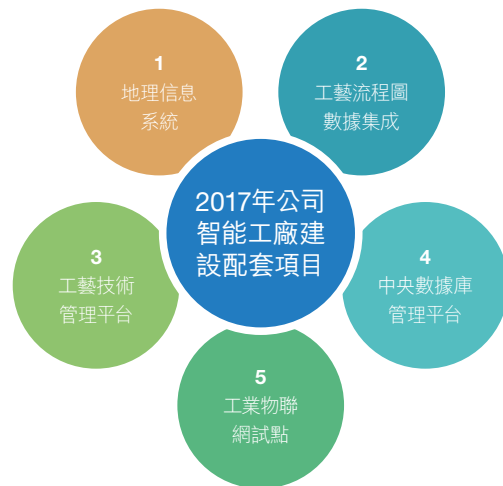 1
地理信息
系統
2
工藝流程圖
數據集成
2017年公司
智能工廠建
設配套項目
3
工藝技術
管理平台
4
中央數據庫
管理平台
5
工業物聯
網試點